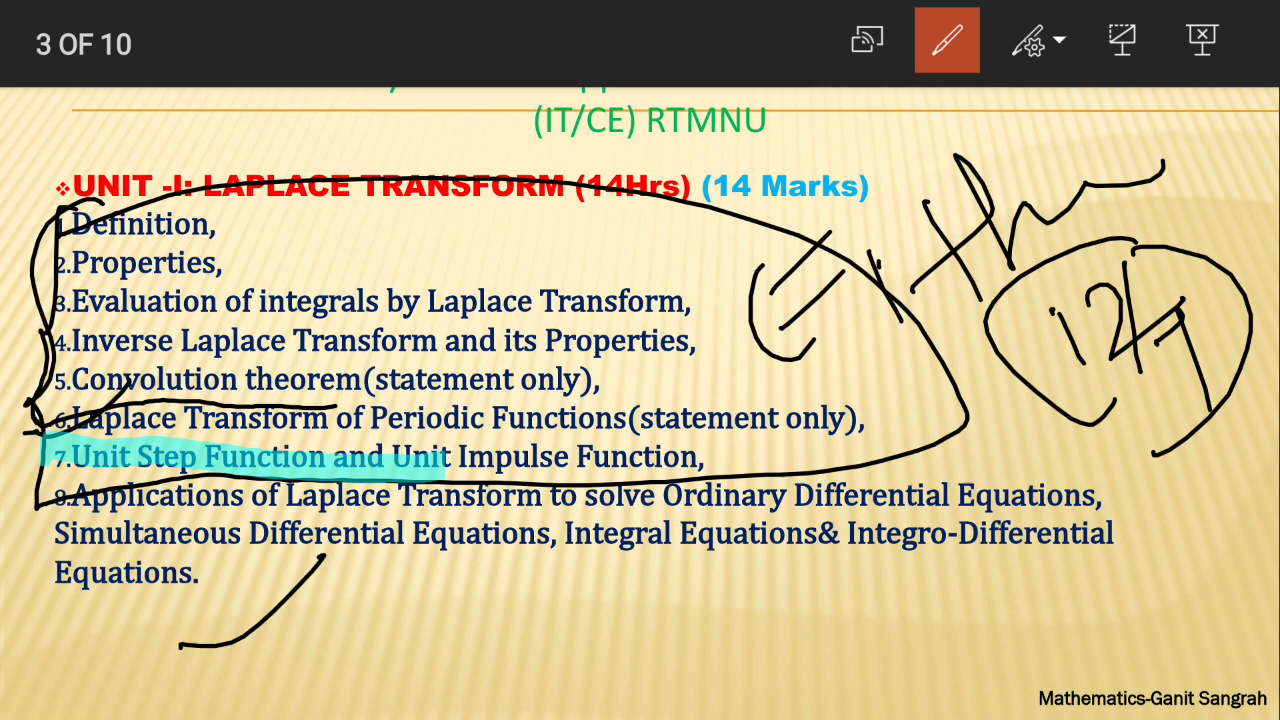 3 OF 10
(IT/CE) RTMNU
❖UNIT -I: LAPLACE TRANSFORM (14Hrs) (14 Marks)
1.Definition,
2.Properties,
3.Evaluation of integrals by Laplace Transform,
4.Inverse Laplace Transform and its Properties,
5.Convolution theorem(statement only),
6.Laplace Transform of Periodic Functions(statement only),
7.Unit Step Function and Unit Impulse Function,
8.Applications of Laplace Transform to solve Ordinary Differential Equations,
Simultaneous Differential Equations, Integral Equations& Integro-Differential
Equations.
Mathematics-Ganit Sangrah